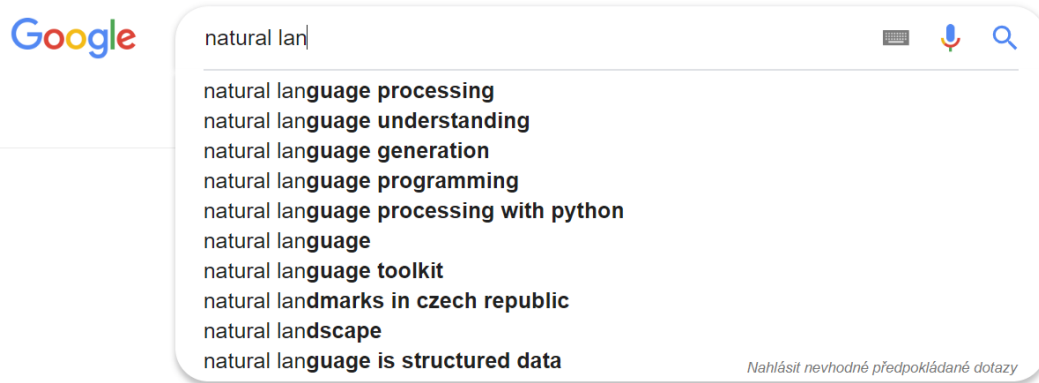 Google
natural lan
natural language processing
natural language understanding
natural language generation
natural language programming
natural language processing with python
natural language
natural language toolkit
natural landmarks in czech republic
natural landscape
natural language is structured data
Nahlásit nevhodné předpokládané dotazy